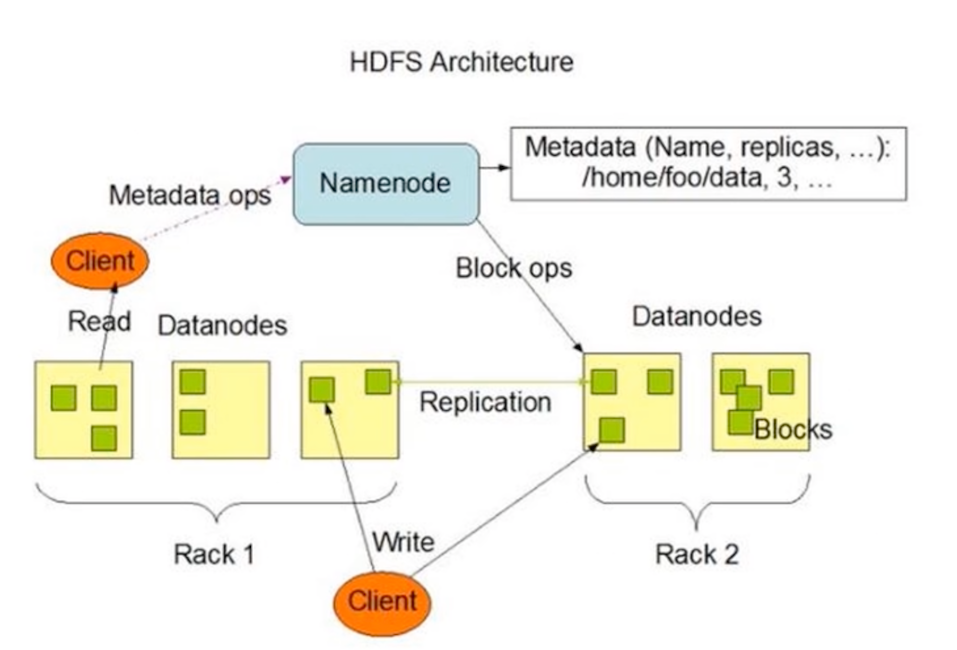 HDFS Architecture
Metadata (Name, replicas, ...):
/home/foo/data, 3, ...
Namenode
Metadata ops
Client
Block ops
Read
Datanodes
Datanodes
Replication
Blocks
Rack 1
Write
Rack 2
Client